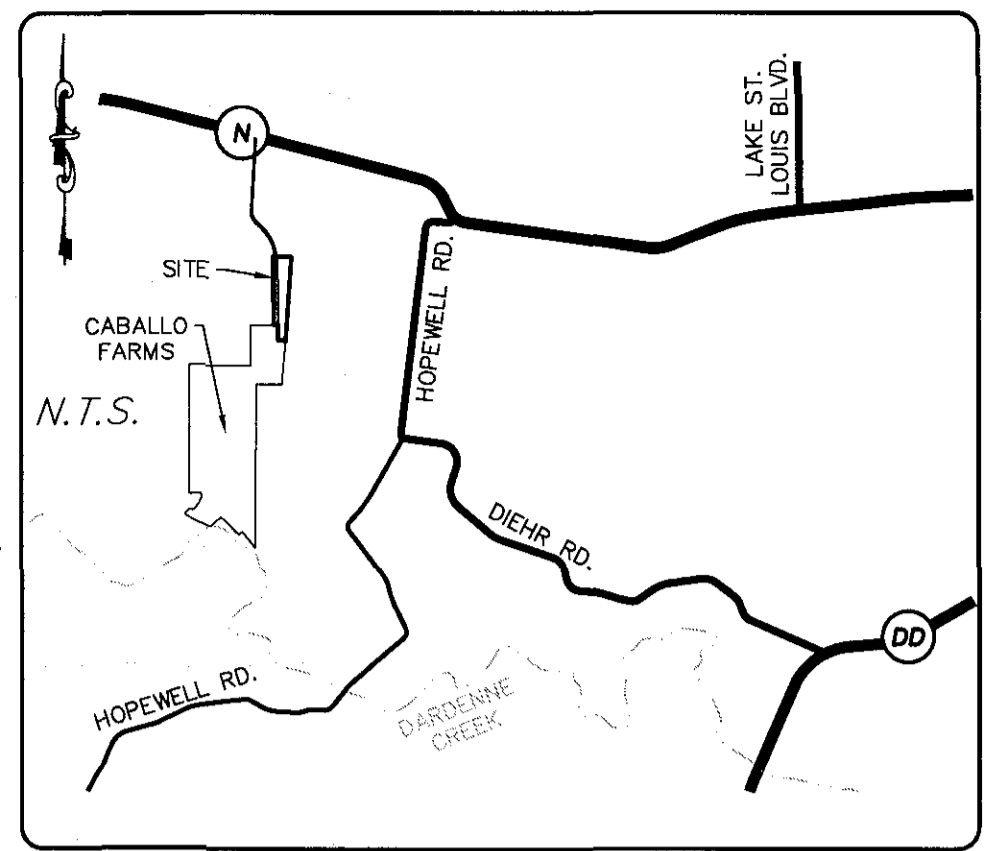 LAKE ST.
LOUIS BLVD.
N
SITE
HOPEWELL RD.
CABALLO
FARMS
N.T.S.
DIEHR RD.
DD
HOPEWELL RD.
DARDENNE
CREEK